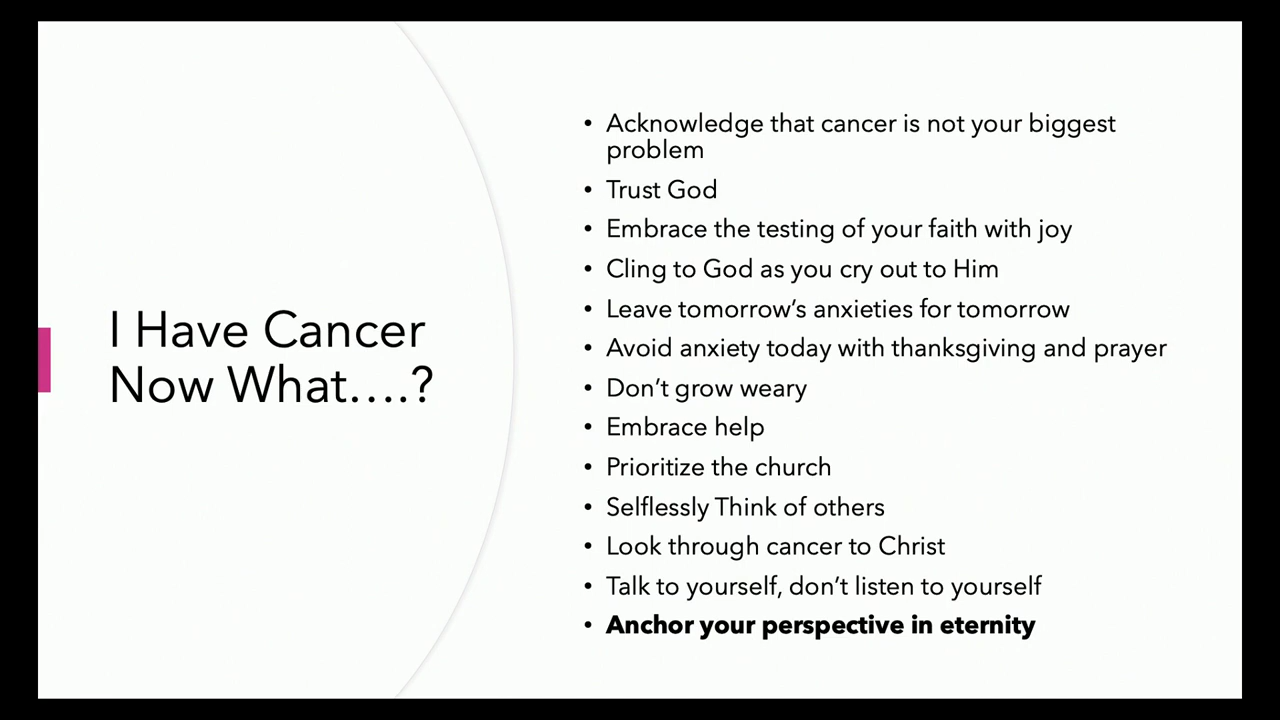 I Have Cancer
Now What....?
• Acknowledge that cancer is not your biggest
problem
• Trust God
• Embrace the testing of your faith with joy
• Cling to God as you cry out to Him
• Leave tomorrow’s anxieties for tomorrow
• Avoid anxiety today with thanksgiving and prayer
• Don’t grow weary
• Embrace help
• Prioritize the church
• Selflessly Think of others
• Look through cancer to Christ
• Talk to yourself, don’t listen to yourself
• Anchor your perspective in eternity